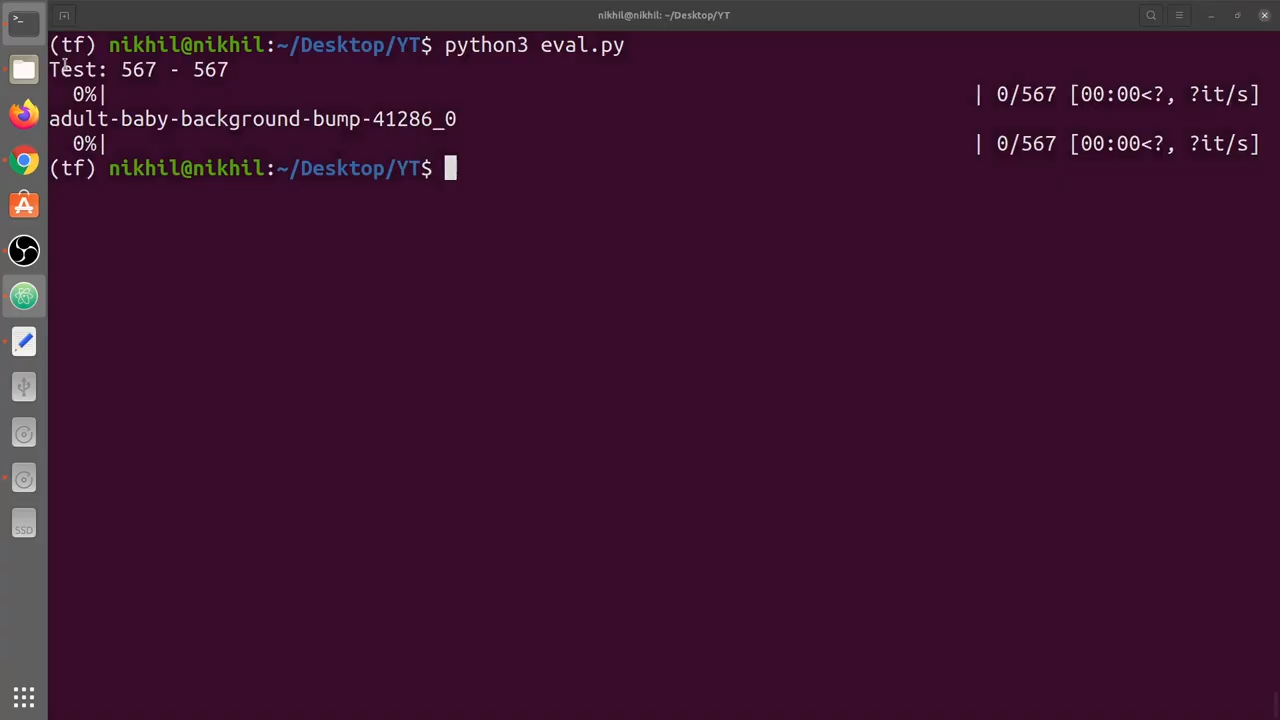 nikhil@nikhil: ~/Desktop/YT
(tf) nikhil@nikhil:~/Desktop/YT$ python3 eval.py
Test: 567 - 567
0%| | 0/567 [00:00<?, ?it/s]
adult-baby-background-bump-41286_0
0%| | 0/567 [00:00<?, ?it/s]
(tf) nikhil@nikhil:~/Desktop/YT$
SSD